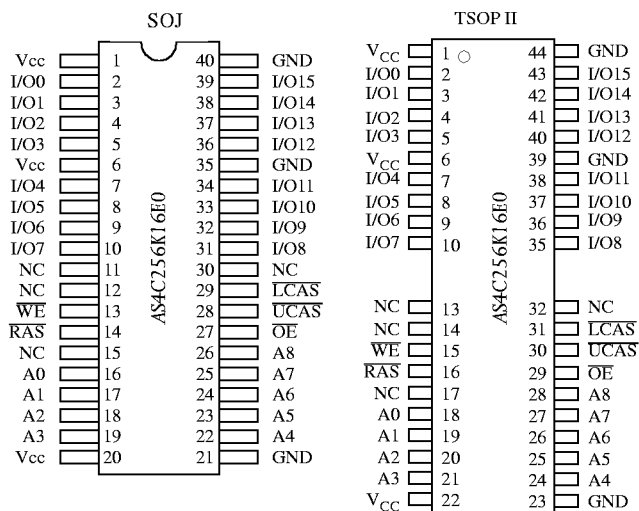 SOJ
Vcc 1 40 GND
I/O0 2 39 I/O15
I/O1 3 38 I/O14
I/O2 4 37 I/O13
I/O3 5 36 I/O12
Vcc 6 35 GND
I/O4 7 34 I/O11
I/O5 8 33 I/O10
I/O6 9 32 I/O9
I/O7 10 31 I/O8
NC 11 30 NC
NC 12 29 LCAS
WE 13 28 UCAS
RAS 14 27 OE
NC 15 26 A8
A0 16 25 A7
A1 17 24 A6
A2 18 23 A5
A3 19 22 A4
Vcc 20 21 GND
AS4C256K16E0
TSOP II
VCC 1 44 GND
I/O0 2 43 I/O15
I/O1 3 42 I/O14
I/O2 4 41 I/O13
I/O3 5 40 I/O12
VCC 6 39 GND
I/O4 7 38 I/O11
I/O5 8 37 I/O10
I/O6 9 36 I/O9
I/O7 10 35 I/O8
NC 13 32 NC
NC 14 31 LCAS
WE 15 30 UCAS
RAS 16 29 OE
NC 17 28 A8
A0 18 27 A7
A1 19 26 A6
A2 20 25 A5
A3 21 24 A4
VCC 22 23 GND
AS4C256K16E0